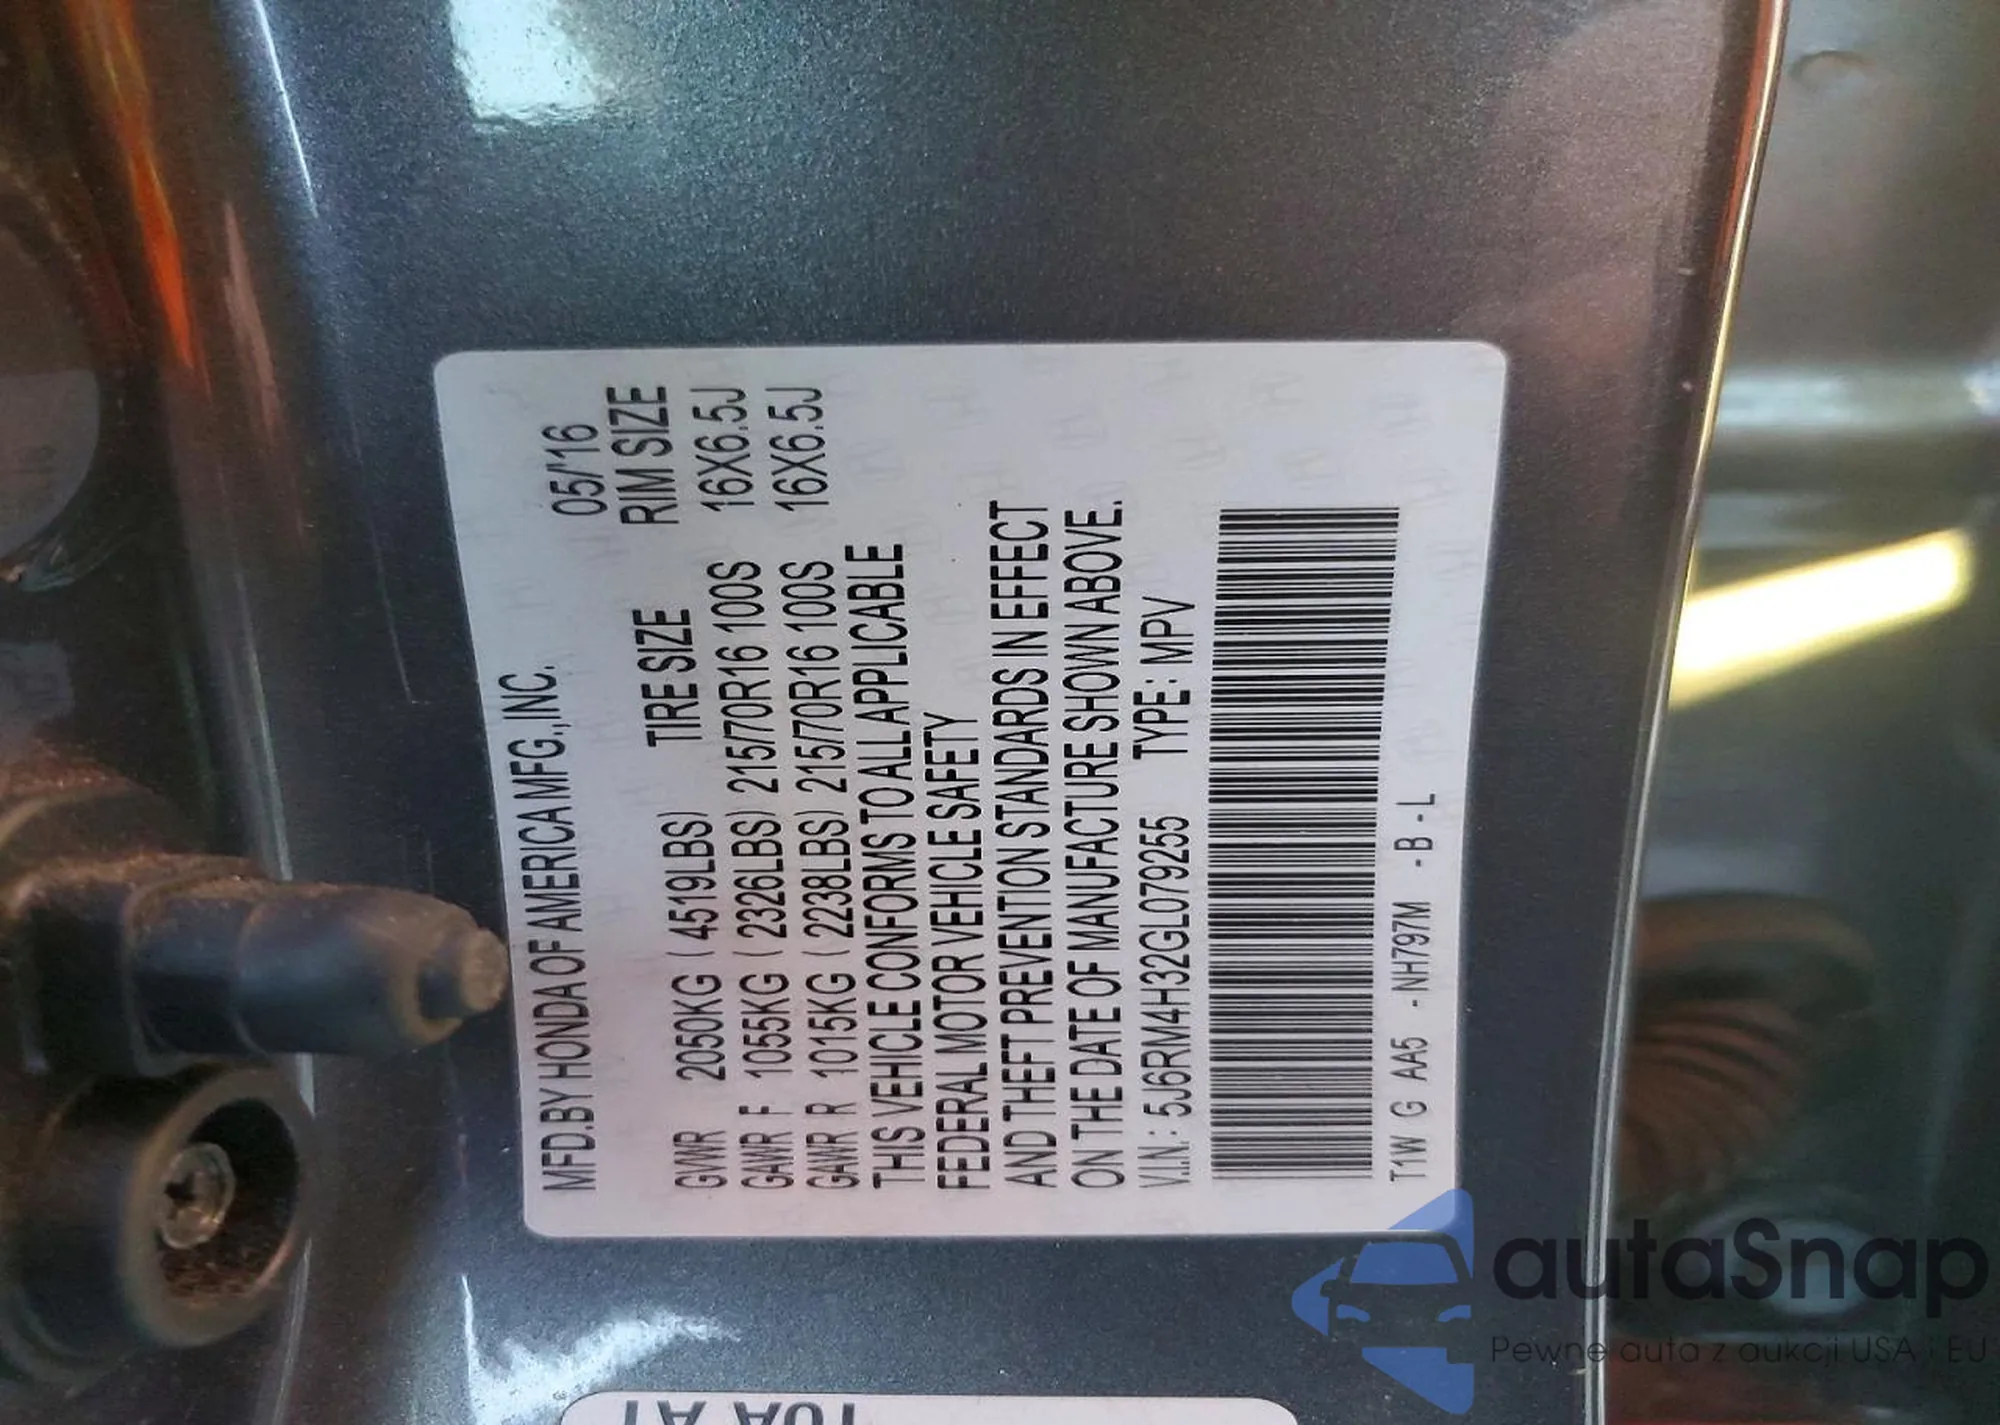 MFD.BY HONDA OF AMERICA MFG.,INC. 05/'16
TIRE SIZE RIM SIZE
GVWR 2050KG ( 4519LBS)
GAWR F 1055KG ( 2326LBS) 215/70R16 100S 16X6.5J
GAWR R 1015KG ( 2238LBS) 215/70R16 100S 16X6.5J
THIS VEHICLE CONFORMS TO ALL APPLICABLE
FEDERAL MOTOR VEHICLE SAFETY
AND THEFT PREVENTION STANDARDS IN EFFECT
ON THE DATE OF MANUFACTURE SHOWN ABOVE.
V.I.N.: 5J6RM4H32GL079255 TYPE : MPV
T1W G AA5 - NH797M - B - L
autaSnap
Pewne auta z aukcji USA i EU